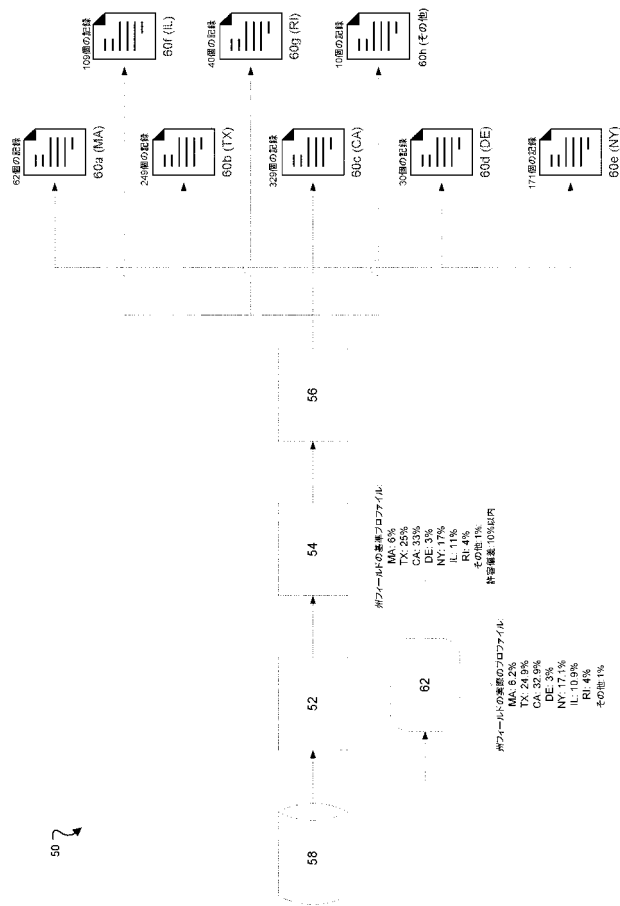 50
58
52
54
56
62
州フィールドの基準プロファイル:
MA: 6%
TX: 25%
CA: 33%
DE: 3%
NY: 17%
IL: 11%
RI: 4%
その他: 1%;
許容偏差: 10%以内
州フィールドの実際のプロファイル:
MA: 6.2%
TX: 24.9%
CA: 32.9%
DE: 3%
NY: 17.1%
IL: 10.9%
RI: 4%
その他: 1%
62個の記録
60a (MA)
249個の記録
60b (TX)
329個の記録
60c (CA)
30個の記録
60d (DE)
171個の記録
60e (NY)
109個の記録
60f (IL)
40個の記録
60g (RI)
10個の記録
60h (その他)